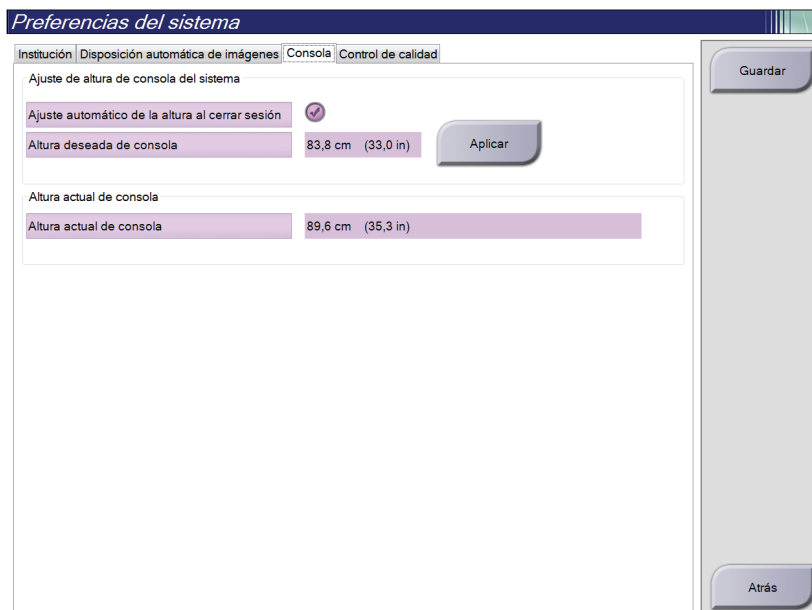 Preferencias del sistema
Institución Disposición automática de imágenes Consola Control de calidad
Guardar
Ajuste de altura de consola del sistema
Ajuste automático de la altura al cerrar sesión
Altura deseada de consola 83,8 cm (33,0 in) Aplicar
Altura actual de consola
Altura actual de consola 89,6 cm (35,3 in)
Atrás